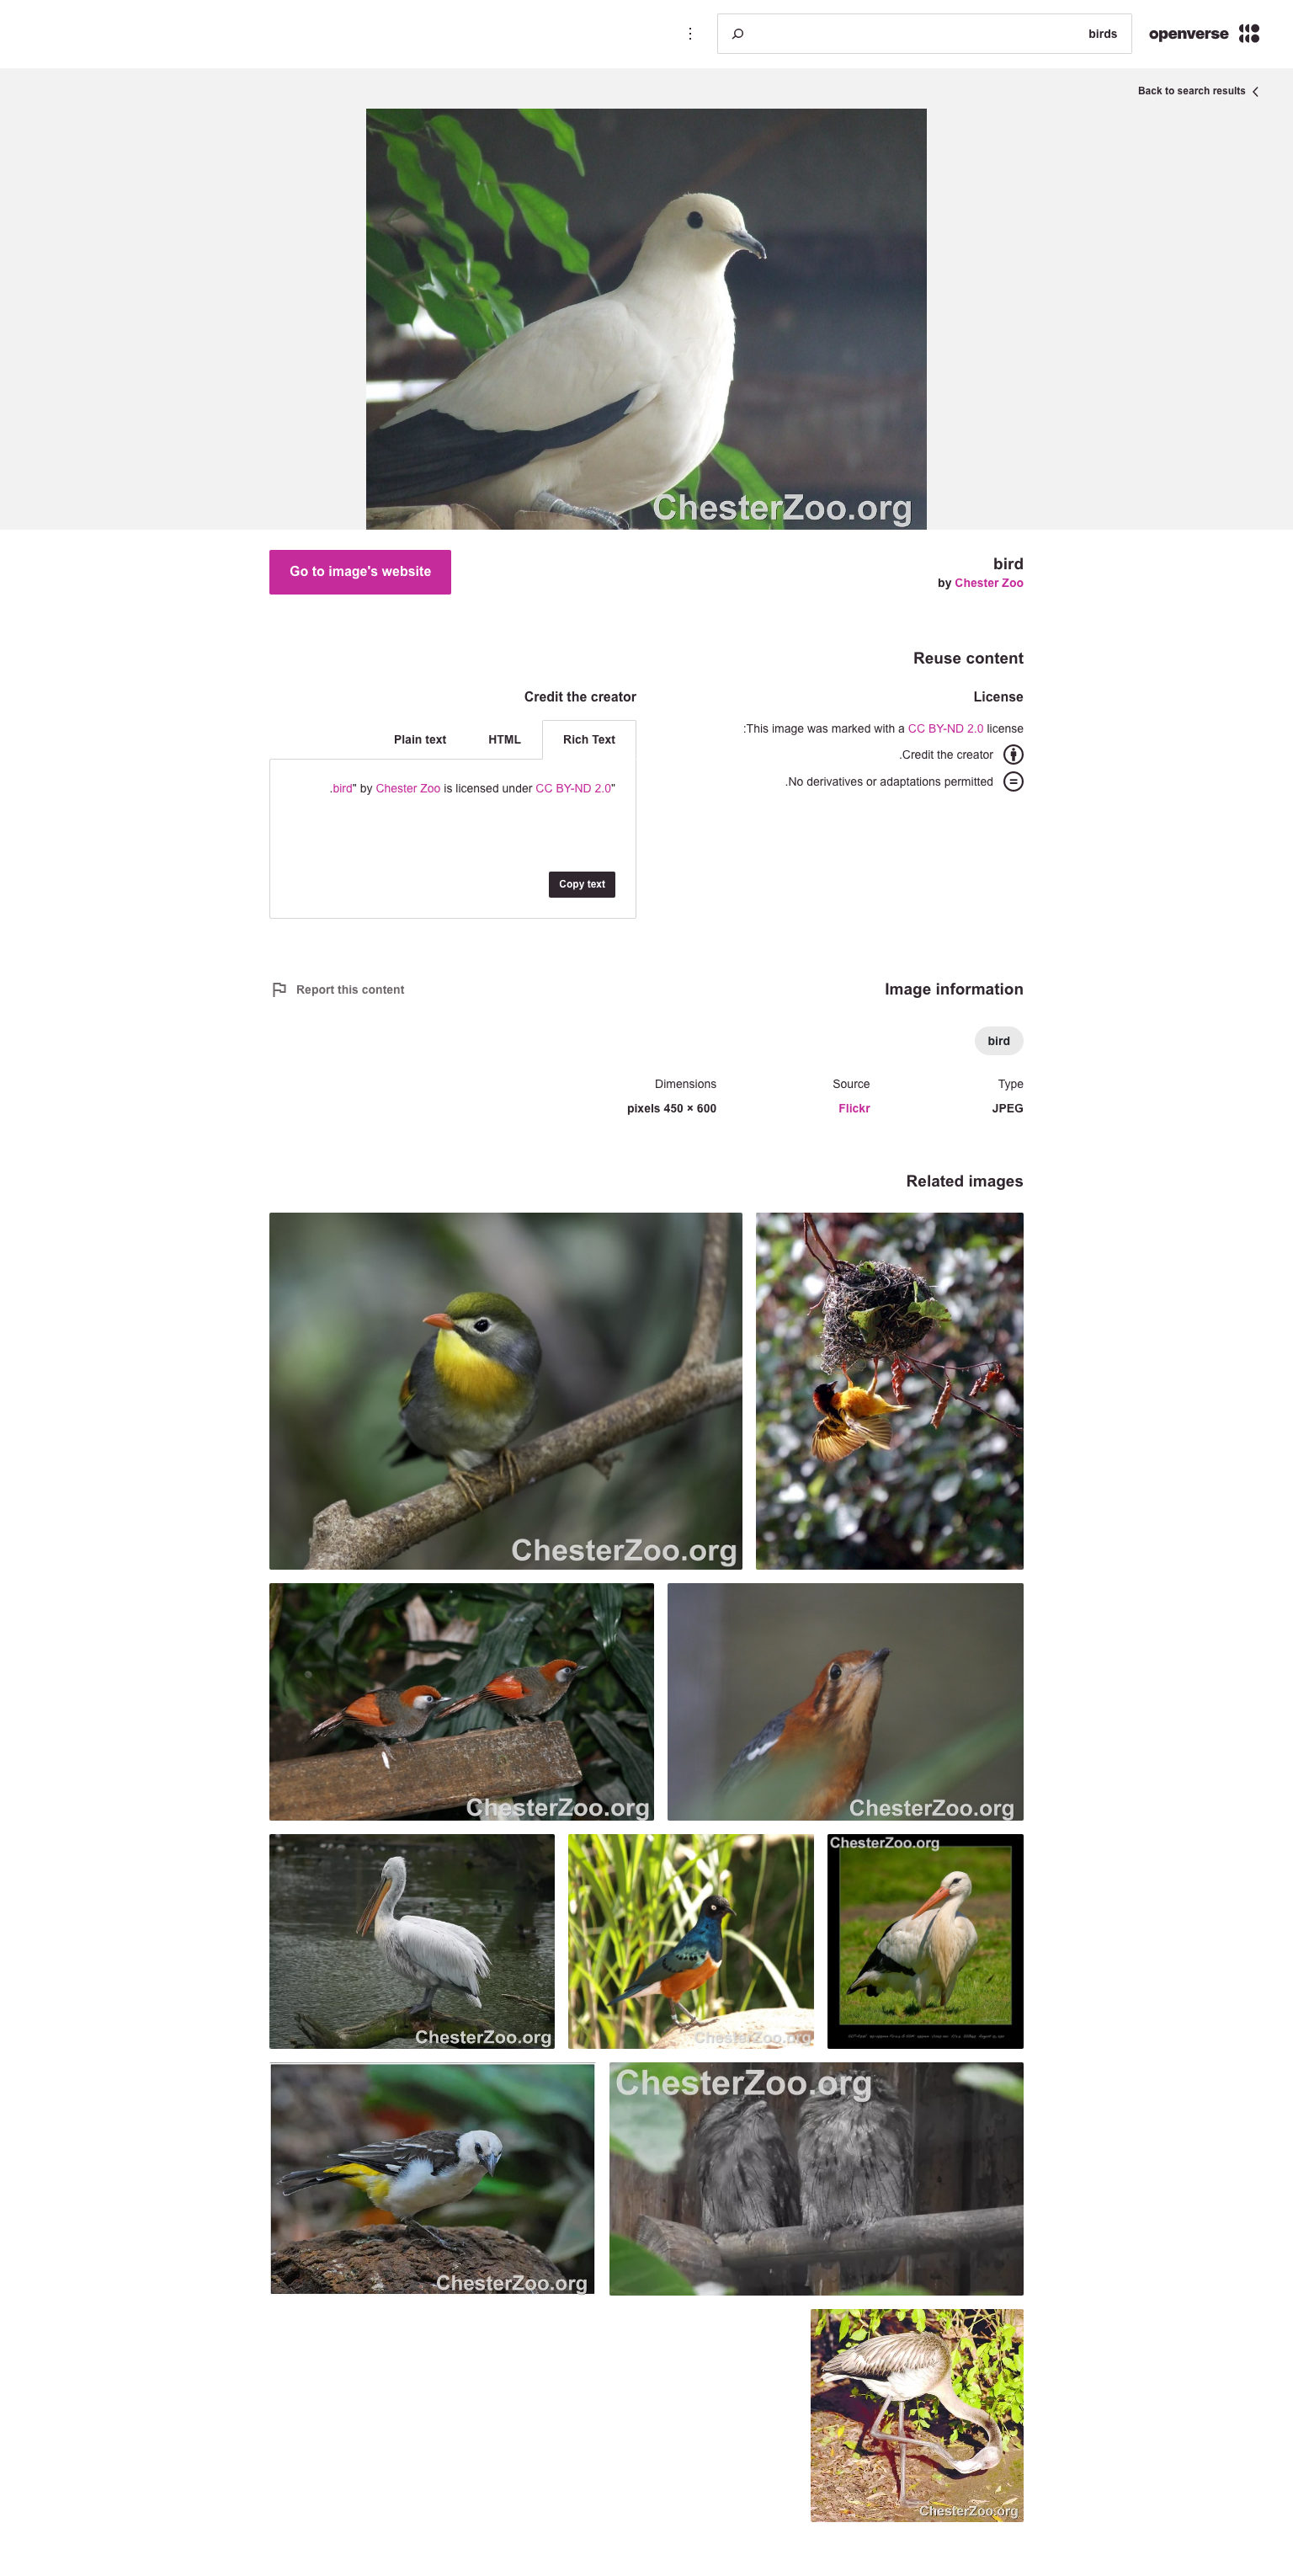 birds
openverse
Back to search results
ChesterZoo.org
bird
by Chester Zoo
Go to image's website
Reuse content
License
:This image was marked with a CC BY-ND 2.0 license
.Credit the creator
.No derivatives or adaptations permitted
Credit the creator
Rich Text
HTML
Plain text
.bird" by Chester Zoo is licensed under CC BY-ND 2.0"
Copy text
Image information
Report this content
bird
Type
JPEG
Source
Flickr
Dimensions
pixels 450 × 600
Related images
ChesterZoo.org
ChesterZoo.org
ChesterZoo.org
ChesterZoo.org
ChesterZoo.org
ChesterZoo.org
ChesterZoo.org
ChesterZoo.org
ChesterZoo.org